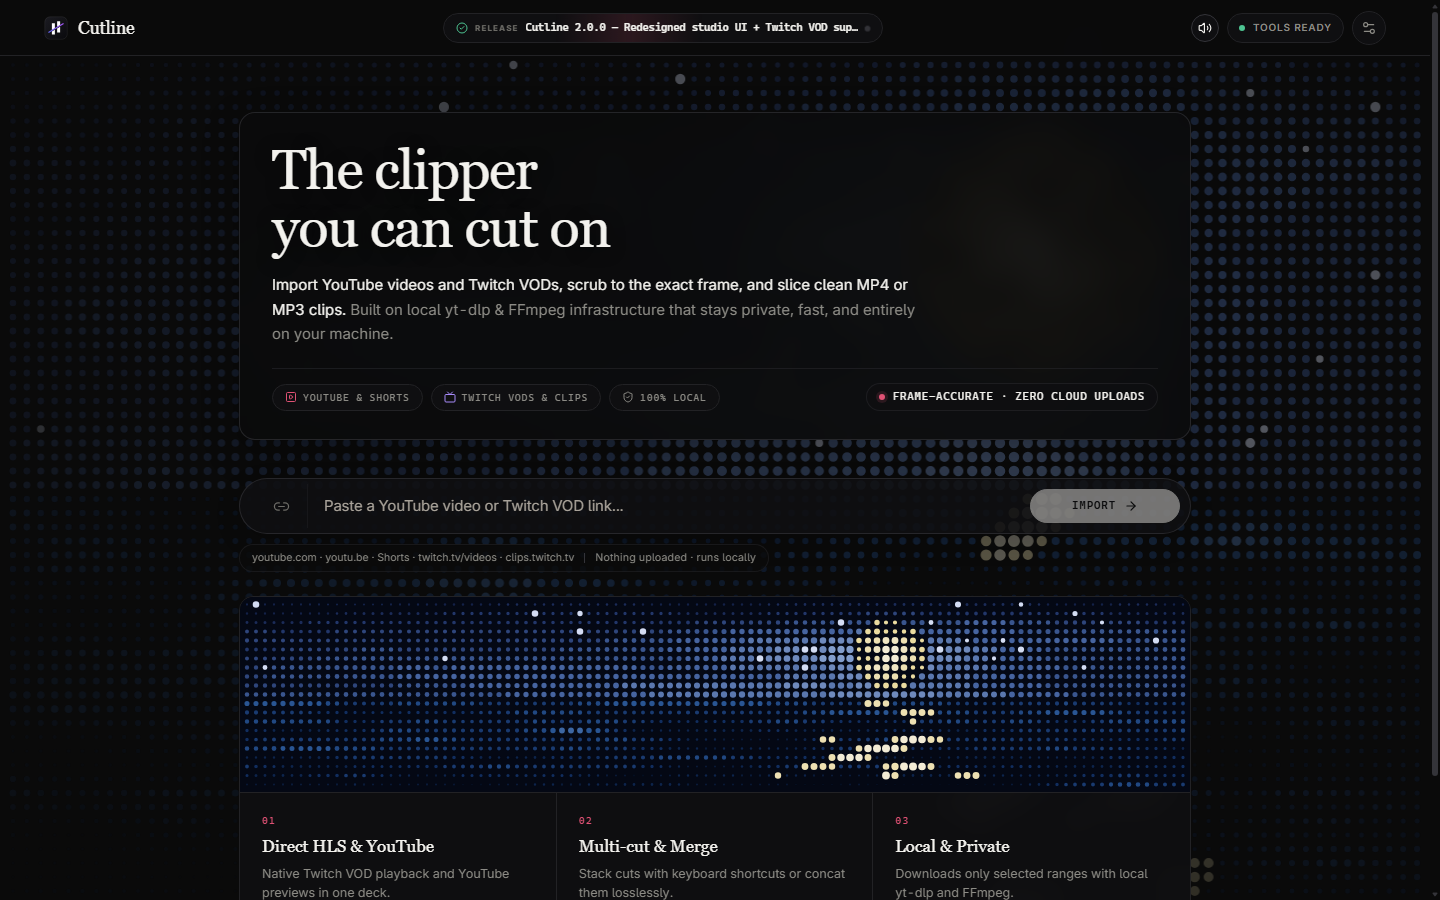 Cutline
RELEASE Cutline 2.0.0 — Redesigned studio UI + Twitch VOD sup…
TOOLS READY
The clipper
you can cut on
Import YouTube videos and Twitch VODs, scrub to the exact frame, and slice clean MP4 or
MP3 clips. Built on local yt-dlp & FFmpeg infrastructure that stays private, fast, and entirely
on your machine.
YOUTUBE & SHORTS
TWITCH VODS & CLIPS
100% LOCAL
FRAME-ACCURATE · ZERO CLOUD UPLOADS
Paste a YouTube video or Twitch VOD link...
IMPORT
youtube.com · youtu.be · Shorts · twitch.tv/videos · clips.twitch.tv | Nothing uploaded · runs locally
01
Direct HLS & YouTube
Native Twitch VOD playback and YouTube
previews in one deck.
02
Multi-cut & Merge
Stack cuts with keyboard shortcuts or concat
them losslessly.
03
Local & Private
Downloads only selected ranges with local
yt-dlp and FFmpeg.